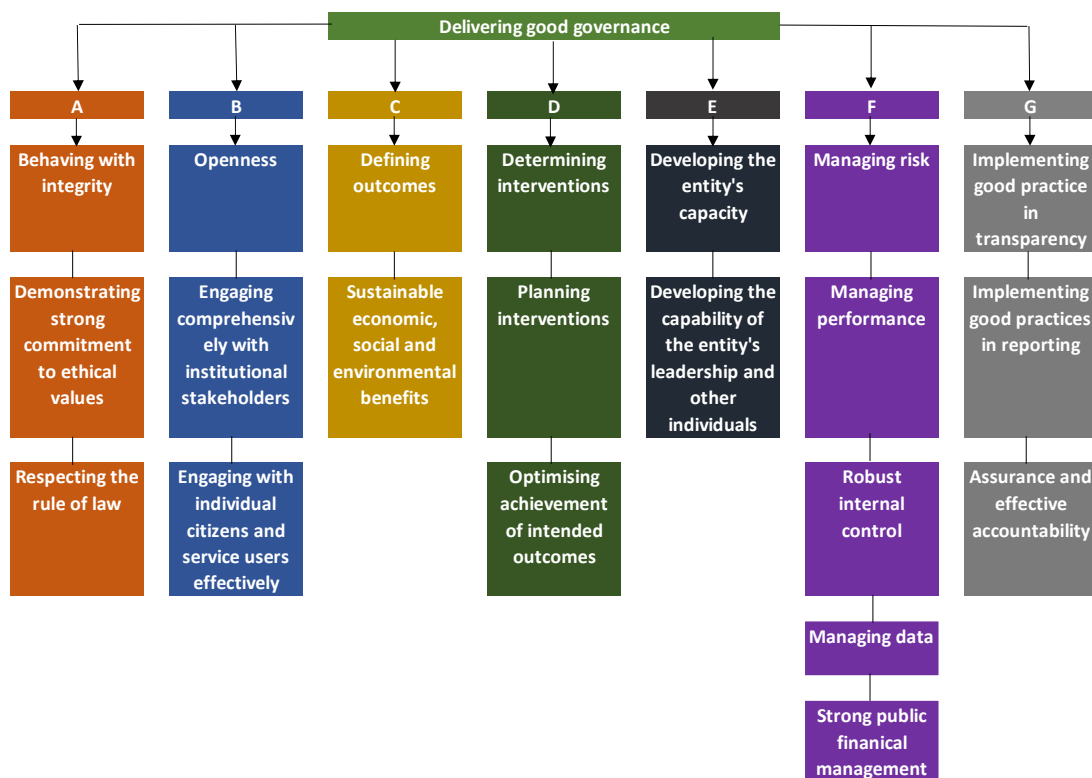 Delivering good governance
A
Behaving with
integrity
Demonstrating
strong
commitment
to ethical
values
Respecting the
rule of law
B
Openness
Engaging
comprehensiv
ely with
institutional
stakeholders
Engaging with
individual
citizens and
service users
effectively
C
Defining
outcomes
Sustainable
economic,
social and
environmental
benefits
D
Determining
interventions
Planning
interventions
Optimising
achievement
of intended
outcomes
E
Developing the
entity's
capacity
Developing the
capability of
the entity's
leadership and
other
individuals
F
Managing risk
Managing
performance
Robust
internal
control
Managing data
Strong public
finanical
management
G
Implementing
good practice
in
transparency
Implementing
good practices
in reporting
Assurance and
effective
accountability